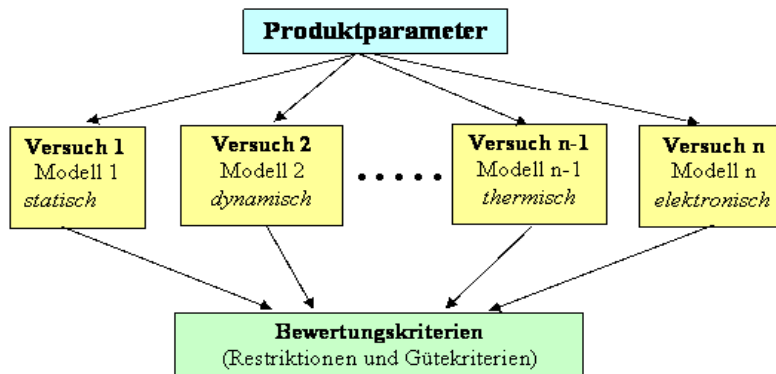 Produktparameter
Versuch 1
Modell 1
statisch
Versuch 2
Modell 2
dynamisch
Versuch n-1
Modell n-1
thermisch
Versuch n
Modell n
elektronisch
Bewertungskriterien
(Restriktionen und Gütekriterien)